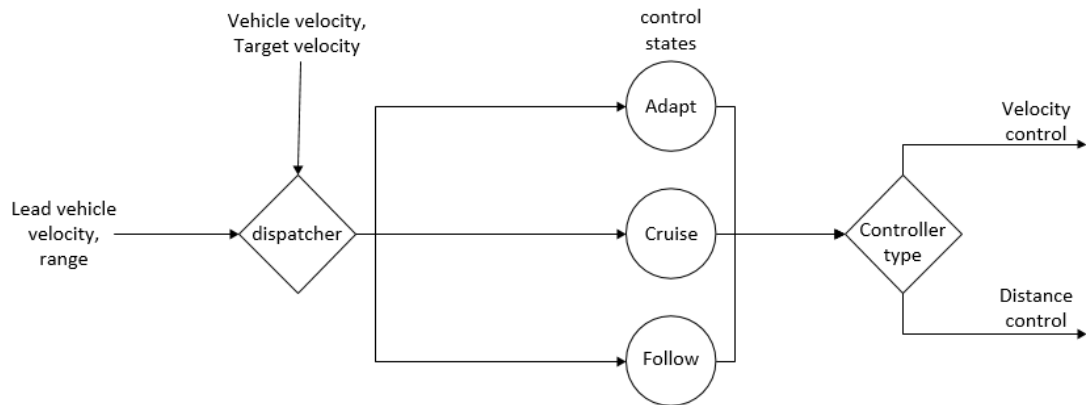 Vehicle velocity,
Target velocity
control
states
Adapt
Velocity
control
Lead vehicle
velocity,
range
dispatcher
Cruise
Controller
type
Distance
control
Follow